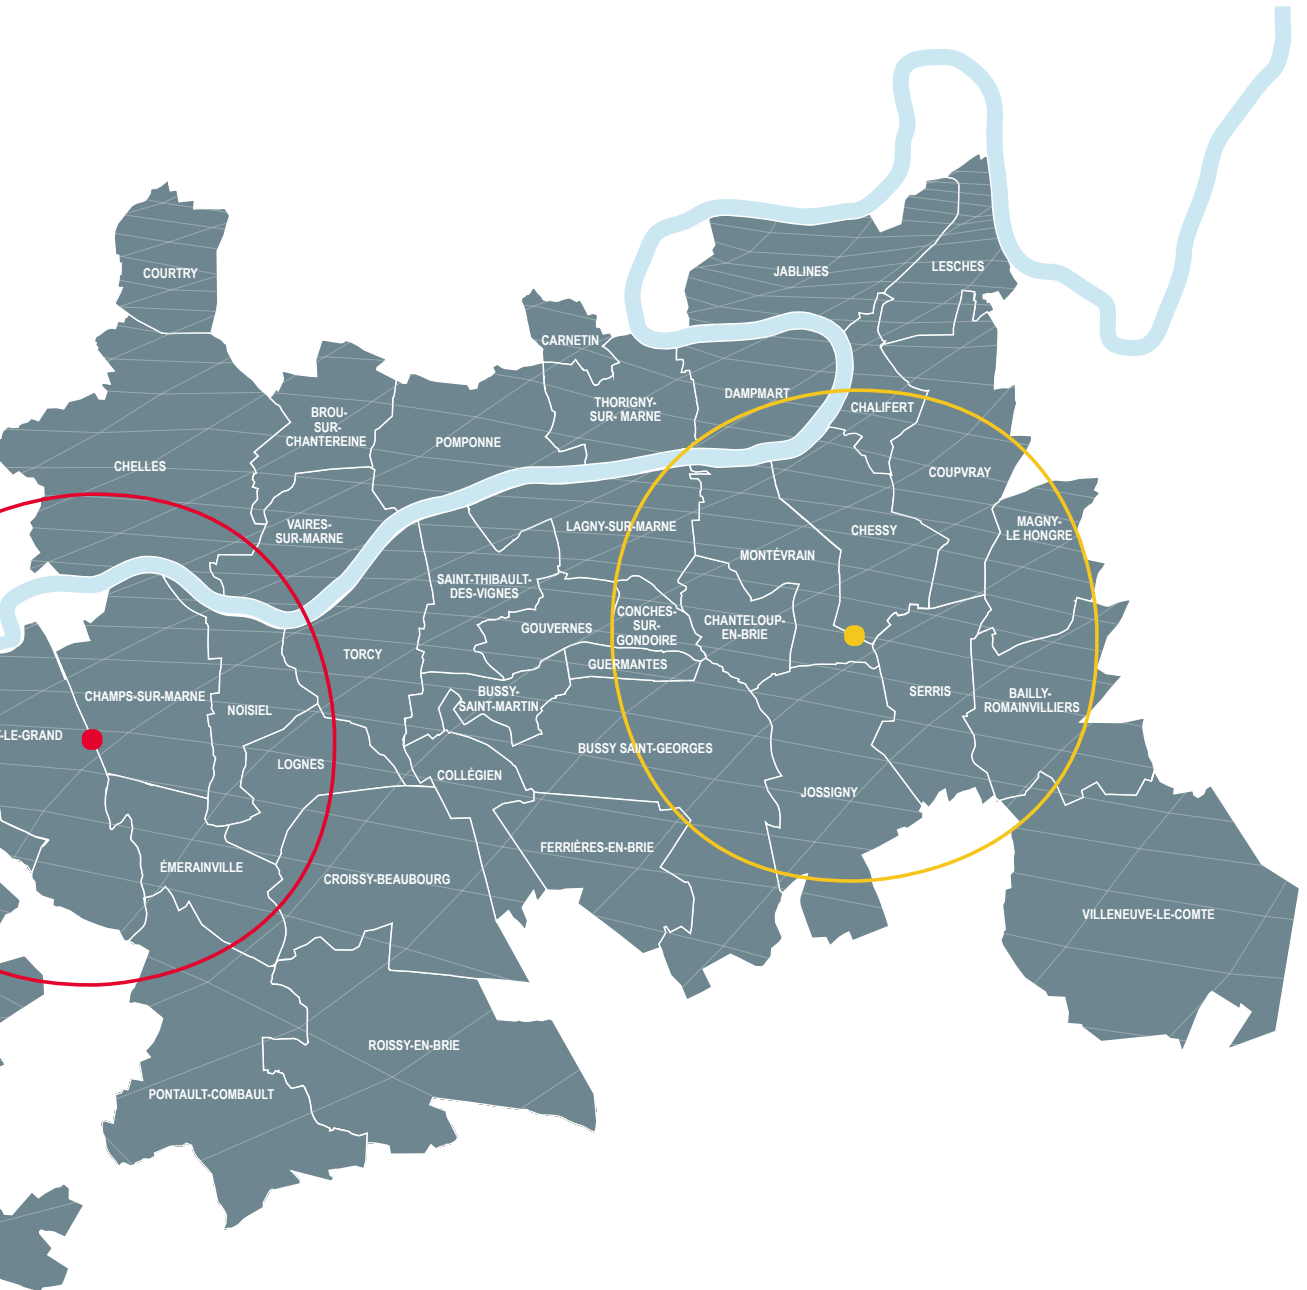 LESCHES
JABLINES
COURTRY
CARNETIN
DAMPMART
THORIGNY-
SUR- MARNE
CHALIFERT
BROU-
SUR-
CHANTEREINE
POMPONNE
CHELLES
COUPVRAY
VAIRES-
SUR-MARNE
LAGNY-SUR-MARNE
CHESSY
MAGNY-
LE HONGRE
MONTÉVRAIN
SAINT-THIBAULT-
DES-VIGNES
GOUVERNES
CONCHES-
SUR-
GONDOIRE
CHANTELOUP-
EN-BRIE
TORCY
GUERMANTES
CHAMPS-SUR-MARNE
NOISIEL
BUSSY-
SAINT-MARTIN
SERRIS
BAILLY-
ROMAINVILLIERS
-LE-GRAND
BUSSY SAINT-GEORGES
LOGNES
COLLÉGIEN
JOSSIGNY
FERRIÈRES-EN-BRIE
ÉMERAINVILLE
CROISSY-BEAUBOURG
VILLENEUVE-LE-COMTE
ROISSY-EN-BRIE
PONTAULT-COMBAULT